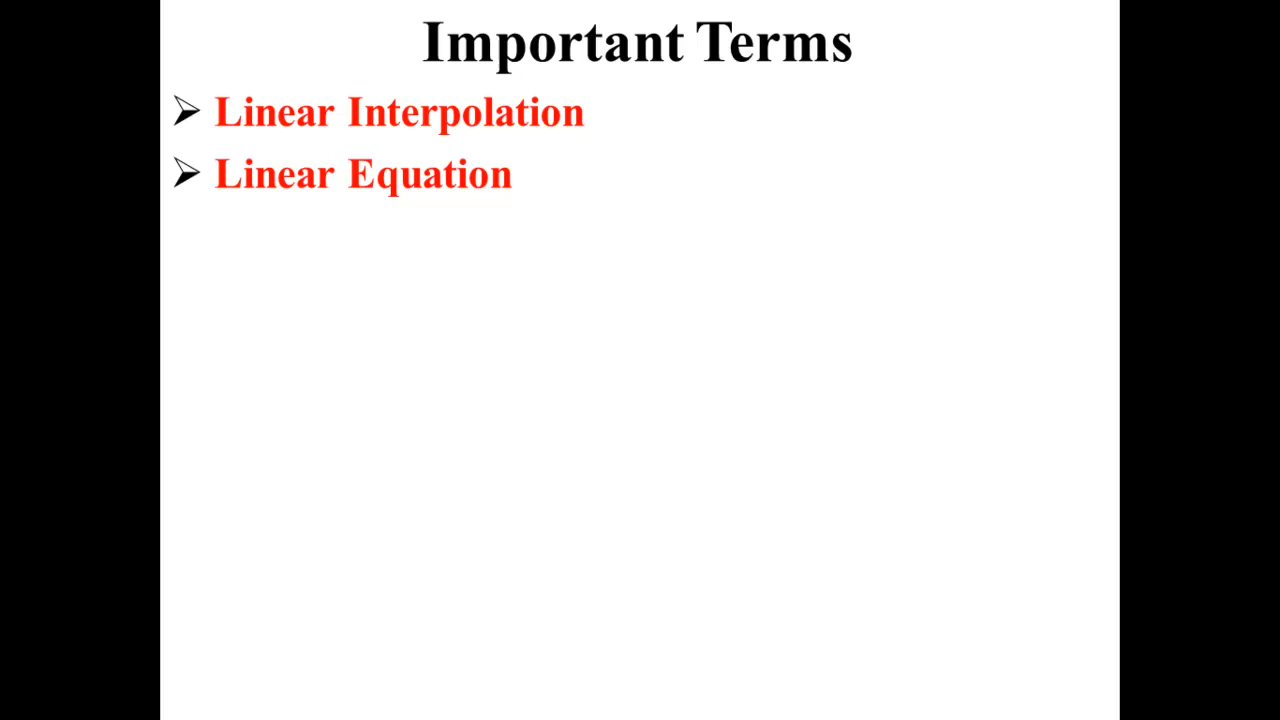 Important Terms
➢ Linear Interpolation
➢ Linear Equation